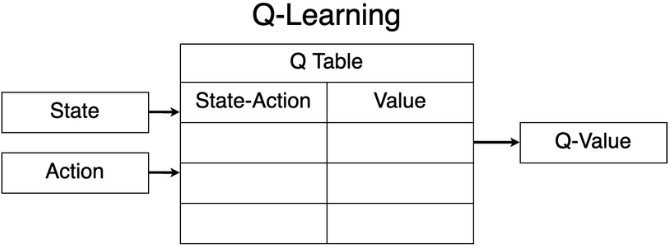 Q-Learning
Q Table
State-Action Value
State
Action
Q-Value